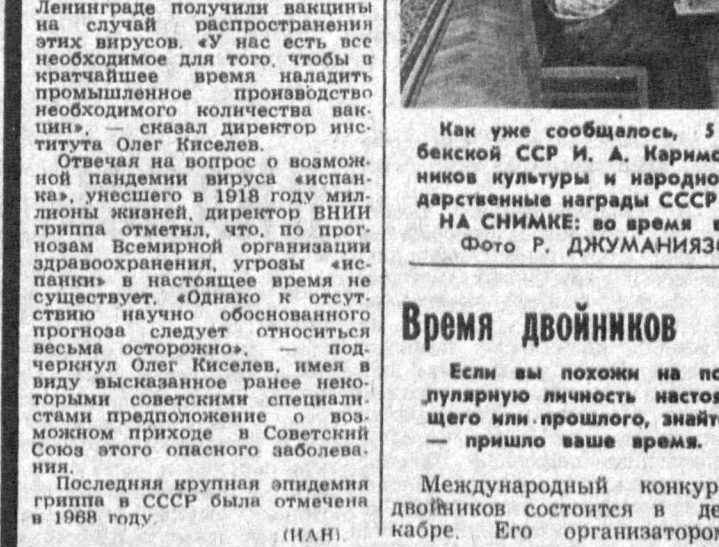 Ленинграде получили вакцины
на случай распространения
этих вирусов. «У нас есть все
необходимое для того, чтобы в
кратчайшее время наладить
промышленное производство
необходимого количества вак-
цин», — сказал директор инс-
титута Олег Киселев.
Отвечая на вопрос о возмож-
ной пандемии вируса «испан-
ка», унесшего в 1918 году мил-
лионы жизней, директор ВНИИ
гриппа отметил, что, по прог-
нозам Всемирной организации
здравоохранения, угрозы «ис-
панки» в настоящее время не
существует. «Однако к отсут-
ствию научно обоснованного
прогноза следует относиться
весьма осторожно», — под-
черкнул Олег Киселев, имея в
виду высказанное ранее неко-
торыми советскими специали-
стами предположение о воз-
можном приходе в Советский
Союз этого опасного заболева-
ния.
Последняя крупная эпидемия
гриппа в СССР была отмечена
в 1968 году.
(ИАН).
Как уже сообщалось, 5
бекской ССР И. А. Каримо
ников культуры и народно
дарственные награды СССР
НА СНИМКЕ: во время
Фото Р. ДЖУМАНИЯЗО
Время двойников
Если вы похожи на по
пулярную личность настоя
щего или прошлого, знайт
— пришло ваше время.
Международный конкур
двойников состоится в де
кабре. Его организатором